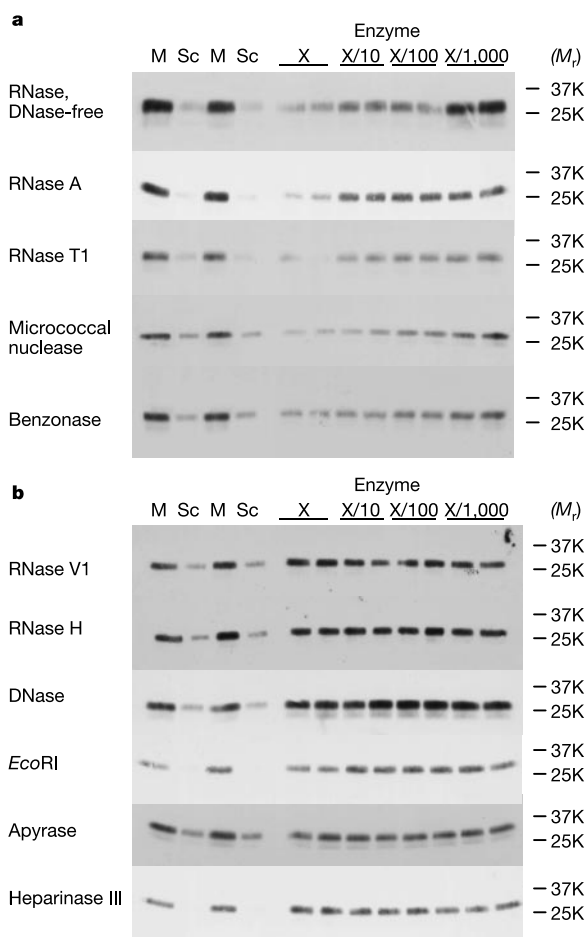 a
Enzyme
M Sc M Sc X X/10 X/100 X/1,000 (Mr)
RNase,
DNase-free
37K
25K
RNase A
37K
25K
RNase T1
37K
25K
Micrococcal
nuclease
37K
25K
Benzonase
37K
25K
b
Enzyme
M Sc M Sc X X/10 X/100 X/1,000 (Mr)
RNase V1
37K
25K
RNase H
37K
25K
DNase
37K
25K
EcoRI
37K
25K
Apyrase
37K
25K
Heparinase III
37K
25K